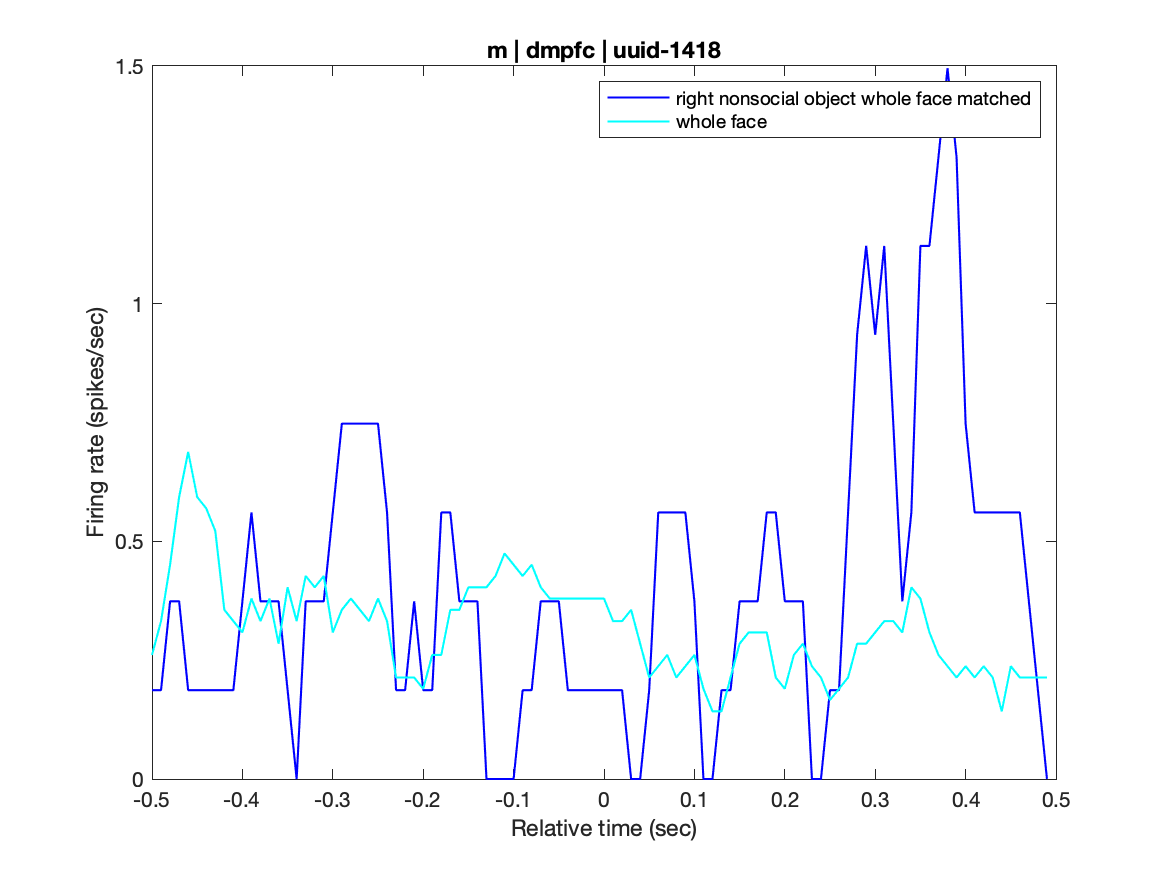 m | dmpfc | uuid-1418
right nonsocial object whole face matched
whole face
1.5
1
0.5
0
Firing rate (spikes/sec)
-0.5 -0.4 -0.3 -0.2 -0.1 0 0.1 0.2 0.3 0.4 0.5
Relative time (sec)